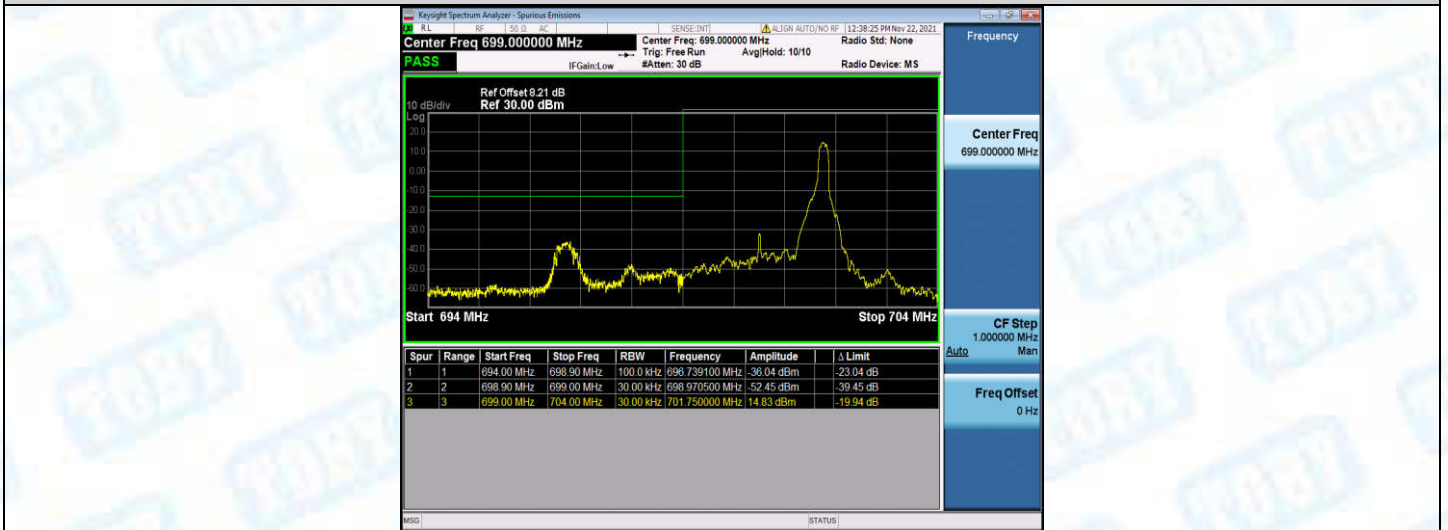 Keysight Spectrum Analyzer - Spurious Emissions
RL RF 50 Ω AC SENSE:INT ALIGN AUTO/NO RF 12:38:25 PM Nov 22, 2021
Center Freq 699.000000 MHz Center Freq: 699.000000 MHz Radio Std: None Frequency
Trig: Free Run Avg|Hold: 10/10
PASS IFGain:Low #Atten: 30 dB Radio Device: MS
Ref Offset 8.21 dB
10 dB/div Ref 30.00 dBm
Log
20.0
10.0
0.00
-10.0
-20.0
-30.0
-40.0
-50.0
-60.0
Start 694 MHz Stop 704 MHz
Center Freq
699.000000 MHz
CF Step
1.000000 MHz
Auto Man
Freq Offset
0 Hz
Spur Range Start Freq Stop Freq RBW Frequency Amplitude Δ Limit
1 1 694.00 MHz 698.90 MHz 100.0 kHz 696.739100 MHz -36.04 dBm -23.04 dB
2 2 698.90 MHz 699.00 MHz 30.00 kHz 698.970500 MHz -52.45 dBm -39.45 dB
3 3 699.00 MHz 704.00 MHz 30.00 kHz 701.750000 MHz 14.83 dBm -19.94 dB
MSG STATUS